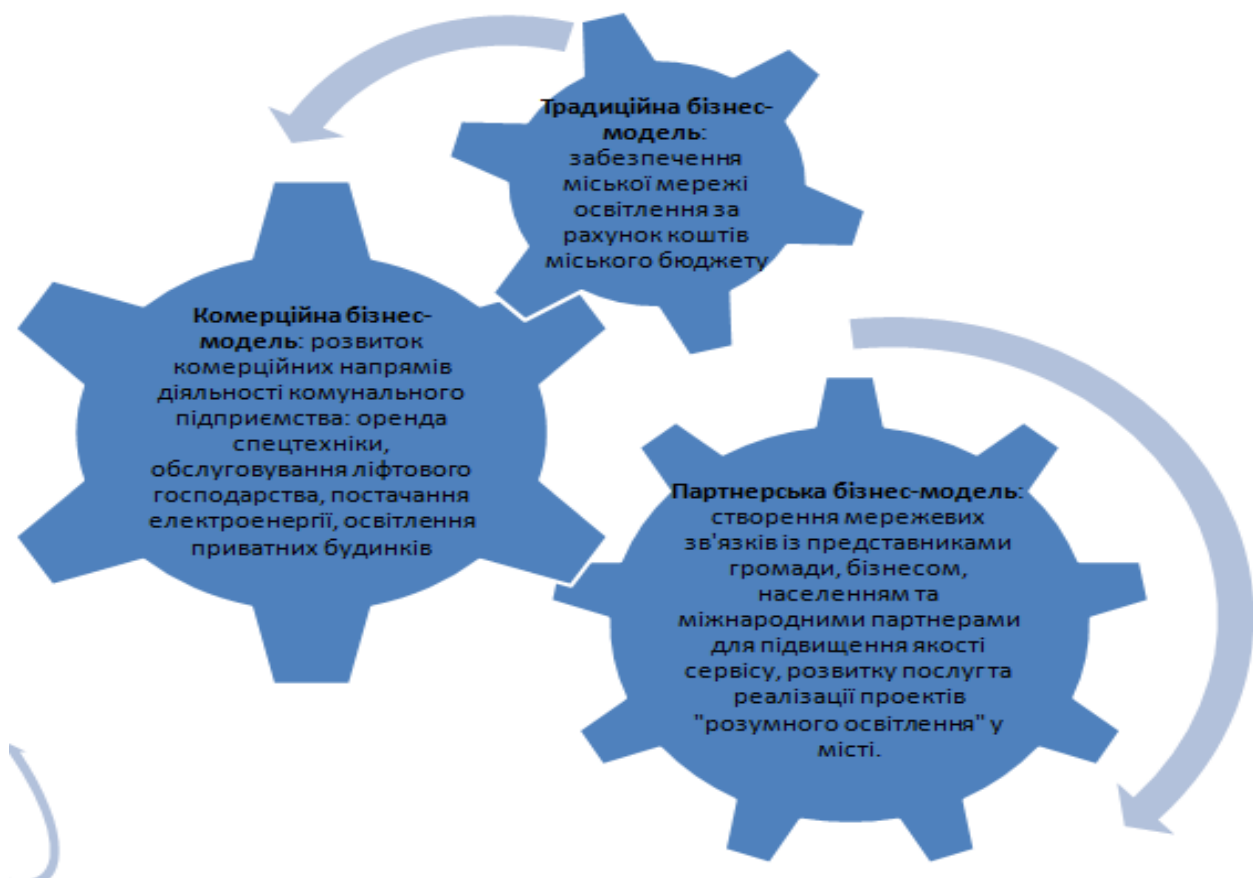 Традиційна бізнес-
модель:
забезпечення
міської мережі
освітлення за
рахунок коштів
міського бюджету
Комерційна бізнес-
модель: розвиток
комерційних напрямів
діяльності комунального
підприємства: оренда
спецтехніки,
обслуговування ліфтового
господарства, постачання
електроенергії, освітлення
приватних будинків
Партнерська бізнес-модель:
створення мережевих
зв'язків із представниками
громади, бізнесом,
населенням та
міжнародними партнерами
для підвищення якості
сервісу, розвитку послуг та
реалізації проектів
"розумного освітлення" у
місті.